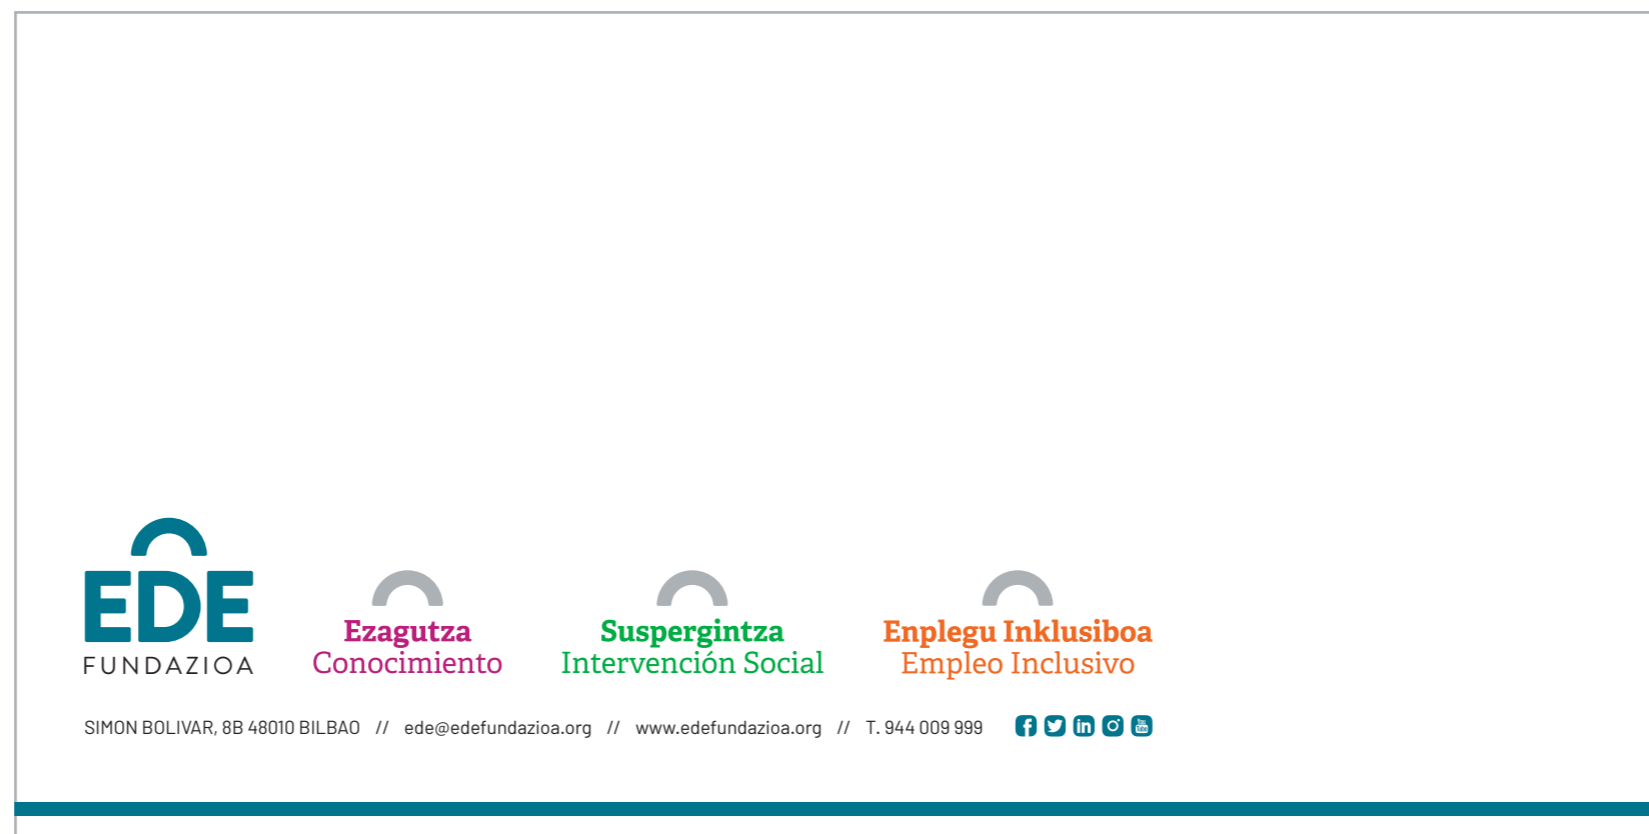 EDE
FUNDAZIOA
Ezagutza
Conocimiento
Suspergintza
Intervención Social
Enplegu Inklusiboa
Empleo Inclusivo
SIMON BOLIVAR, 8B 48010 BILBAO // ede@edefundazioa.org // www.edefundazioa.org // T. 944 009 999